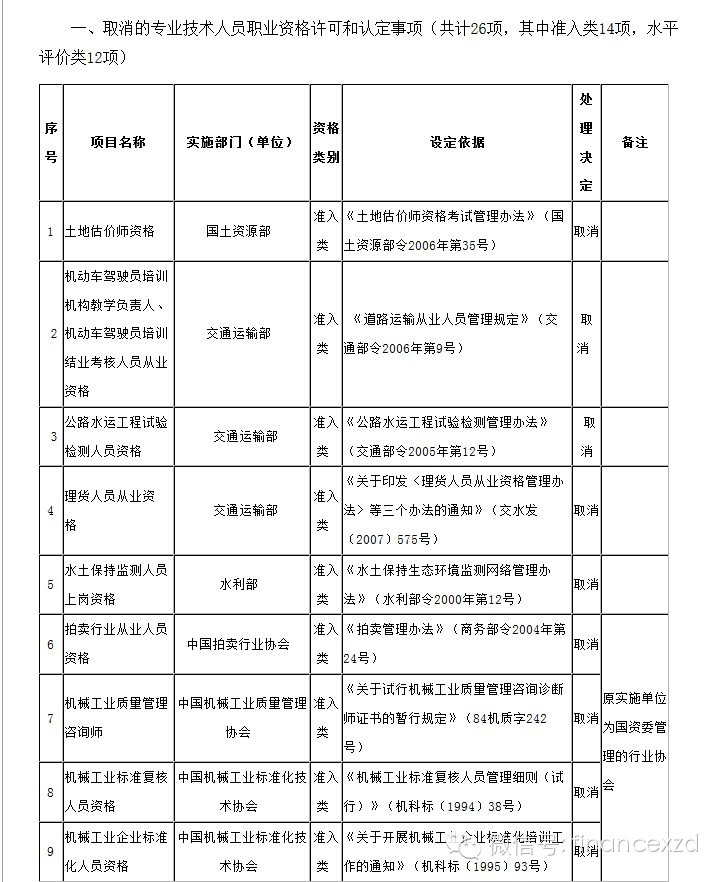 一、取消的专业技术人员职业资格许可和认定事项（共计26项，其中准入类14项，水平
评价类12项）
序
号
项目名称
实施部门（单位）
资格
类别
设定依据
处
理
决
定
备注
1
土地估价师资格
国土资源部
准入
类
《土地估价师资格考试管理办法》（国
土资源部令2006年第35号）
取消
2
机动车驾驶员培训
机构教学负责人、
机动车驾驶员培训
结业考核人员从业
资格
交通运输部
准入
类
《道路运输从业人员管理规定》（交
通部令2006年第9号）
取
消
3
公路水运工程试验
检测人员资格
交通运输部
准入
类
《公路水运工程试验检测管理办法》
（交通部令2005年第12号）
取
消
4
理货人员从业资
格
交通运输部
准入
类
《关于印发〈理货人员从业资格管理办
法〉等三个办法的通知》（交水发
（2007）575号）
取消
5
水土保持监测人员
上岗资格
水利部
准入
类
《水土保持生态环境监测网络管理办
法》（水利部令2000年第12号）
取消
6
拍卖行业从业人员
资格
中国拍卖行业协会
准入
类
《拍卖管理办法》（商务部令2004年第
24号）
取消
原实施单位
为国资委管
理的行业协
会
7
机械工业质量管理
咨询师
中国机械工业质量管理
协会
准入
类
《关于试行机械工业质量管理咨询诊断
师证书的暂行规定》（84机质字242
号）
取消
8
机械工业标准复核
人员资格
中国机械工业标准化技
术协会
准入
类
《机械工业标准复核人员管理细则（试
行）》（机科标（1994）38号）
取消
9
机械工业企业标准
化人员资格
中国机械工业标准化技
术协会
准入
类
《关于开展机械工业企业标准化培训工
作的通知》（机科标（1995）93号）
取消
微信号: financexzd